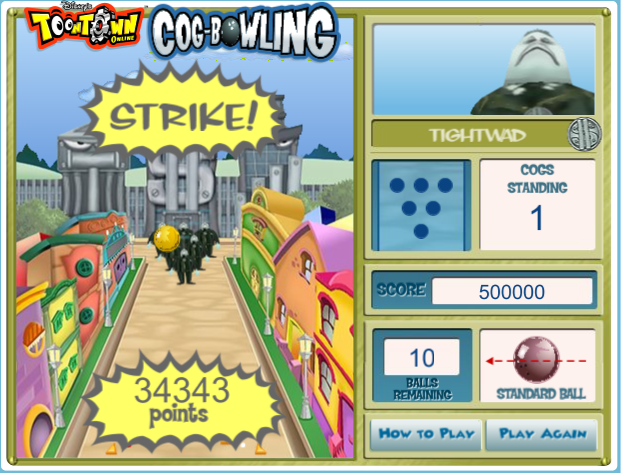 Disney's
TOONTOWN
ONLINE
COG-BOWLING
STRIKE!
34343
points
TIGHTWAD
COGS
STANDING
1
SCORE 500000
10
BALLS
REMAINING
STANDARD BALL
HOW TO PLAY PLAY AGAIN